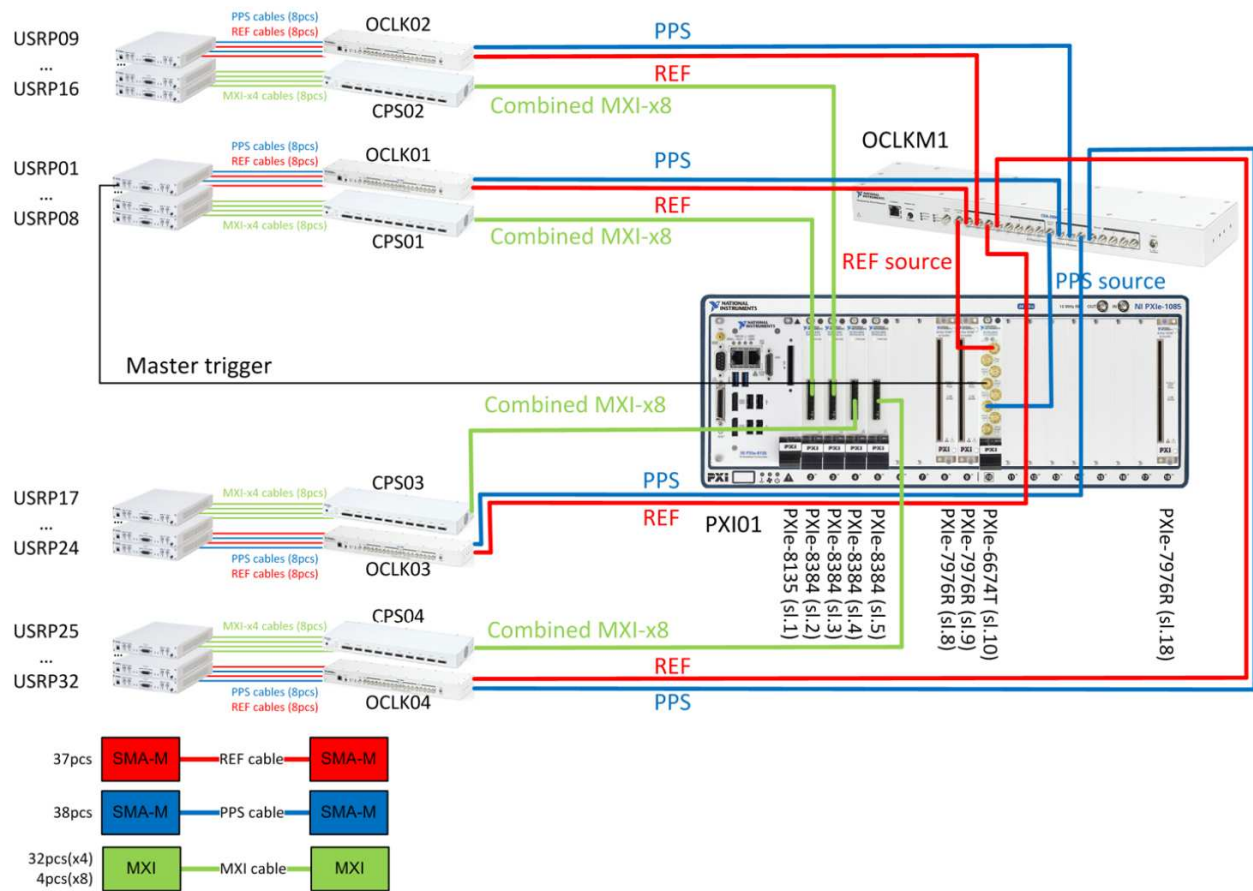 PPS cables (8pcs)
REF cables (8pcs)
OCLK02
USRP09
...
USRP16
PPS
REF
MXI-x4 cables (8pcs)
CPS02
Combined MXI-x8
PPS cables (8pcs)
REF cables (8pcs)
OCLK01
USRP01
...
USRP08
PPS
REF
MXI-x4 cables (8pcs)
CPS01
Combined MXI-x8
OCLKM1
REF source
PPS source
NATIONAL INSTRUMENTS
NI PXIe-1085
Master trigger
Combined MXI-x8
CPS03
USRP17
...
USRP24
MXI-x4 cables (8pcs)
PPS
REF
PPS cables (8pcs)
REF cables (8pcs)
OCLK03
PXI
PXI01
PXIe-8135 (sl.1)
PXIe-8384 (sl.2)
PXIe-8384 (sl.3)
PXIe-8384 (sl.4)
PXIe-8384 (sl.5)
PXIe-7976R (sl.8)
PXIe-7976R (sl.9)
PXIe-6674T (sl.10)
PXIe-7976R (sl.18)
CPS04
USRP25
...
USRP32
MXI-x4 cables (8pcs)
Combined MXI-x8
REF
PPS
PPS cables (8pcs)
REF cables (8pcs)
OCLK04
37pcs SMA-M REF cable SMA-M
38pcs SMA-M PPS cable SMA-M
32pcs(x4)
4pcs(x8)
MXI MXI cable MXI